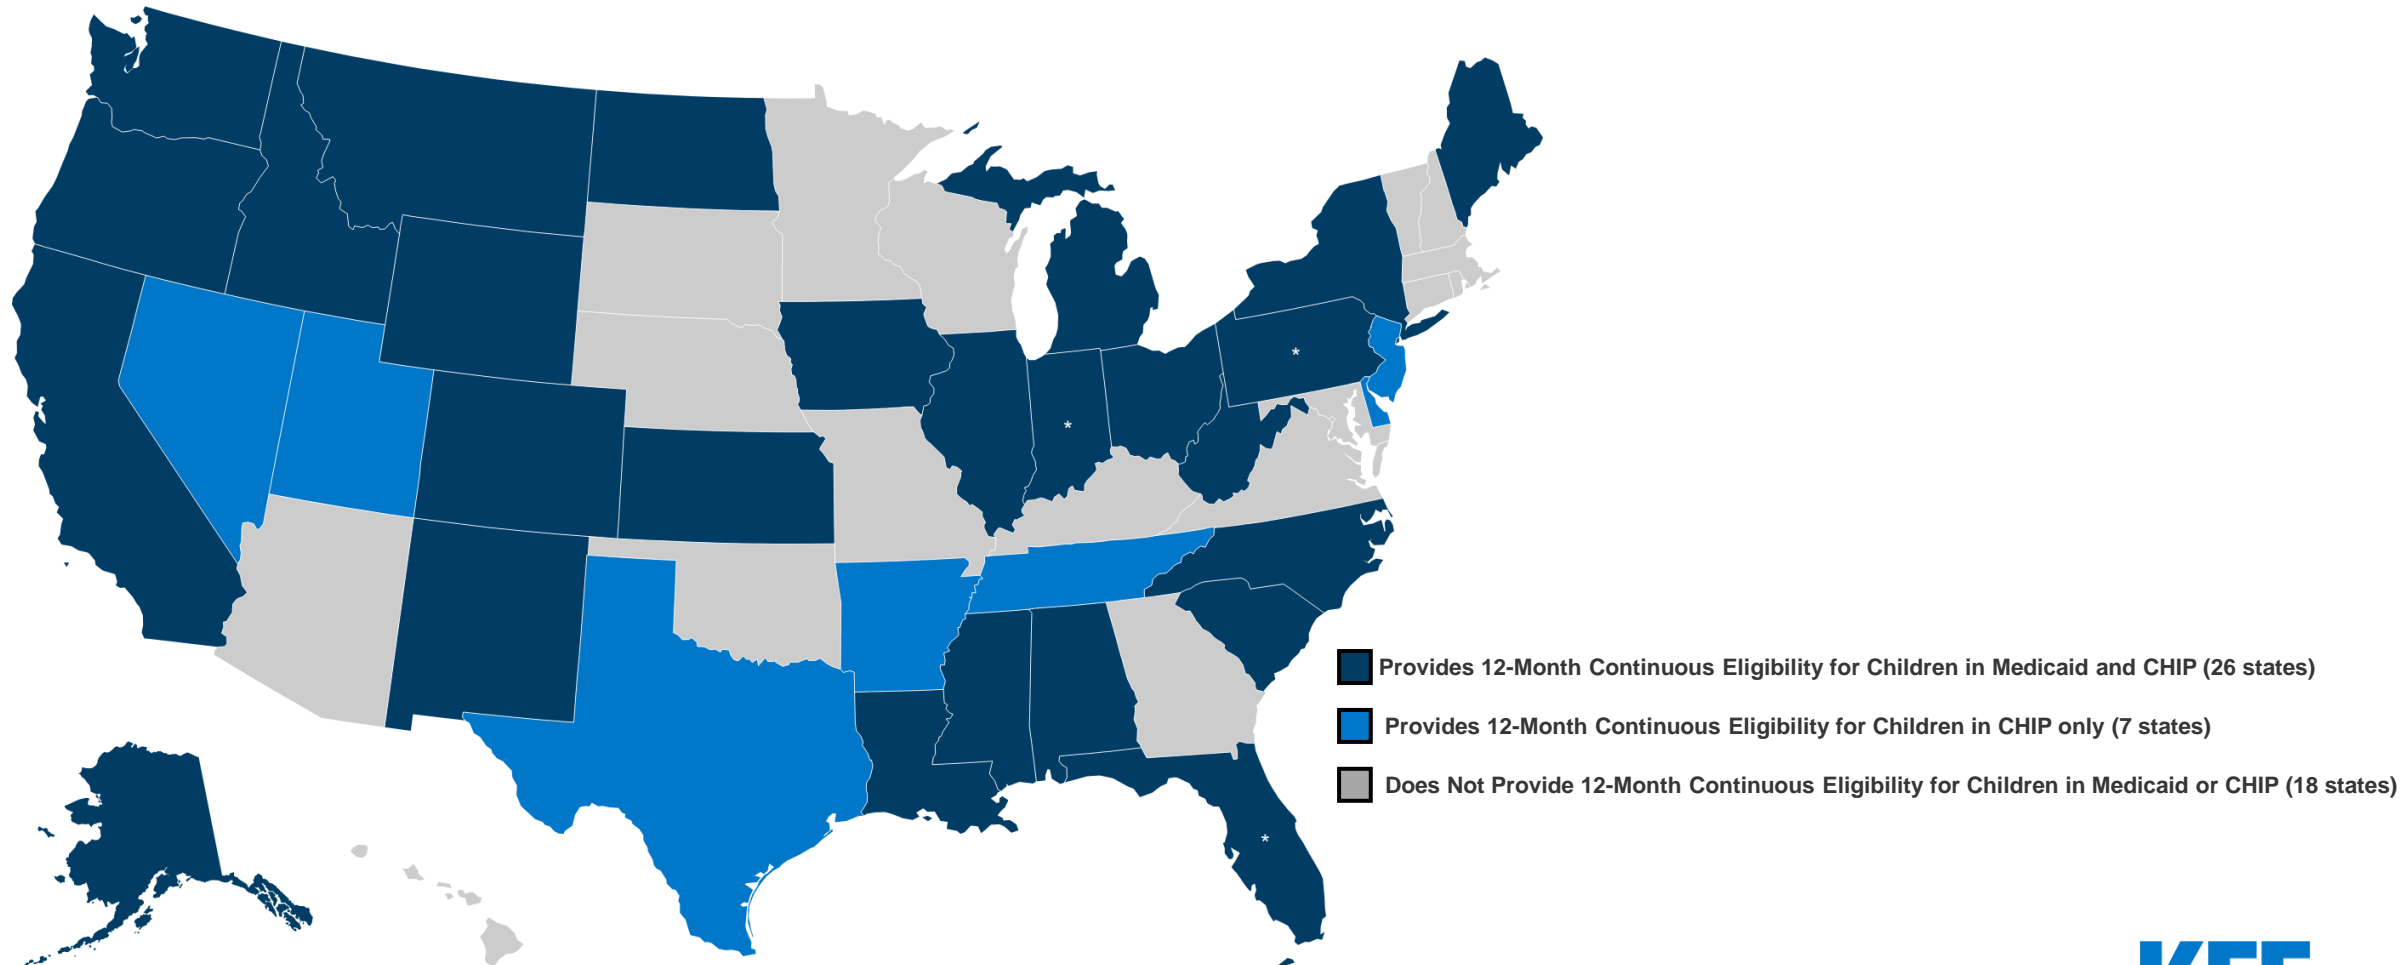 *
*
Provides 12-Month Continuous Eligibility for Children in Medicaid and CHIP (26 states)
Provides 12-Month Continuous Eligibility for Children in CHIP only (7 states)
Does Not Provide 12-Month Continuous Eligibility for Children in Medicaid or CHIP (18 states)
*